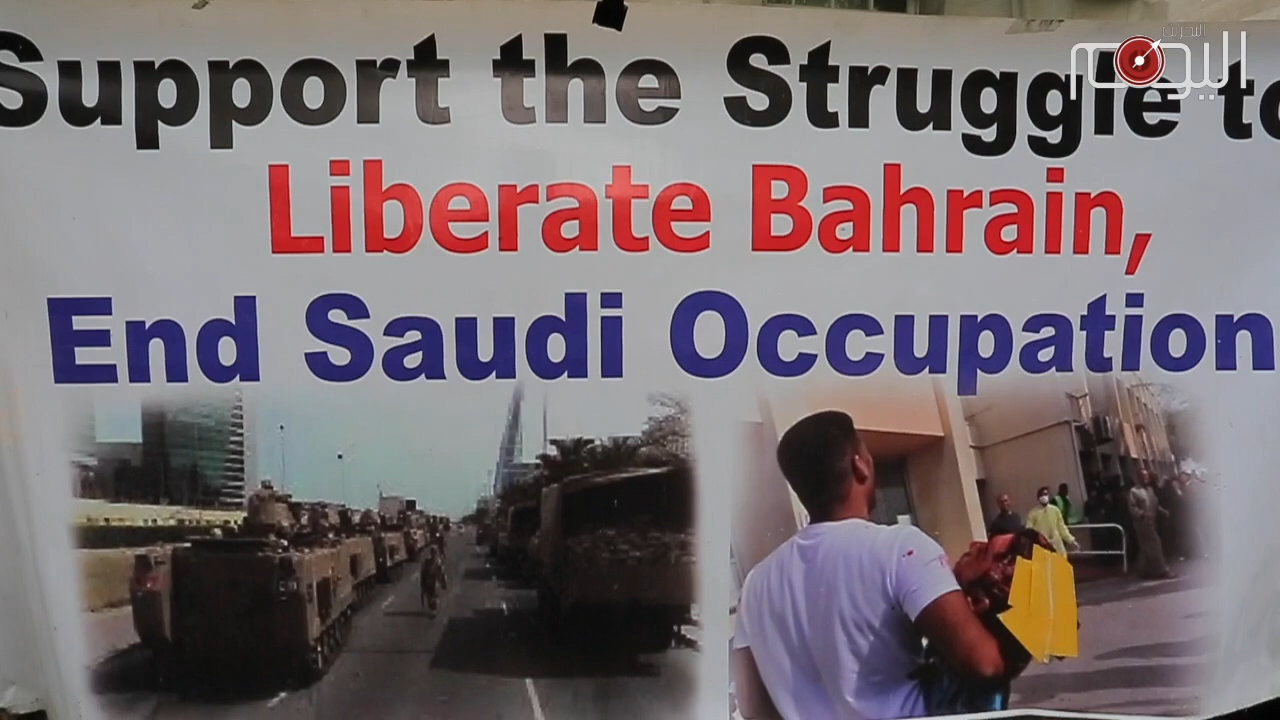 البحرين
اليوم
Support the Struggle to
Liberate Bahrain,
End Saudi Occupation